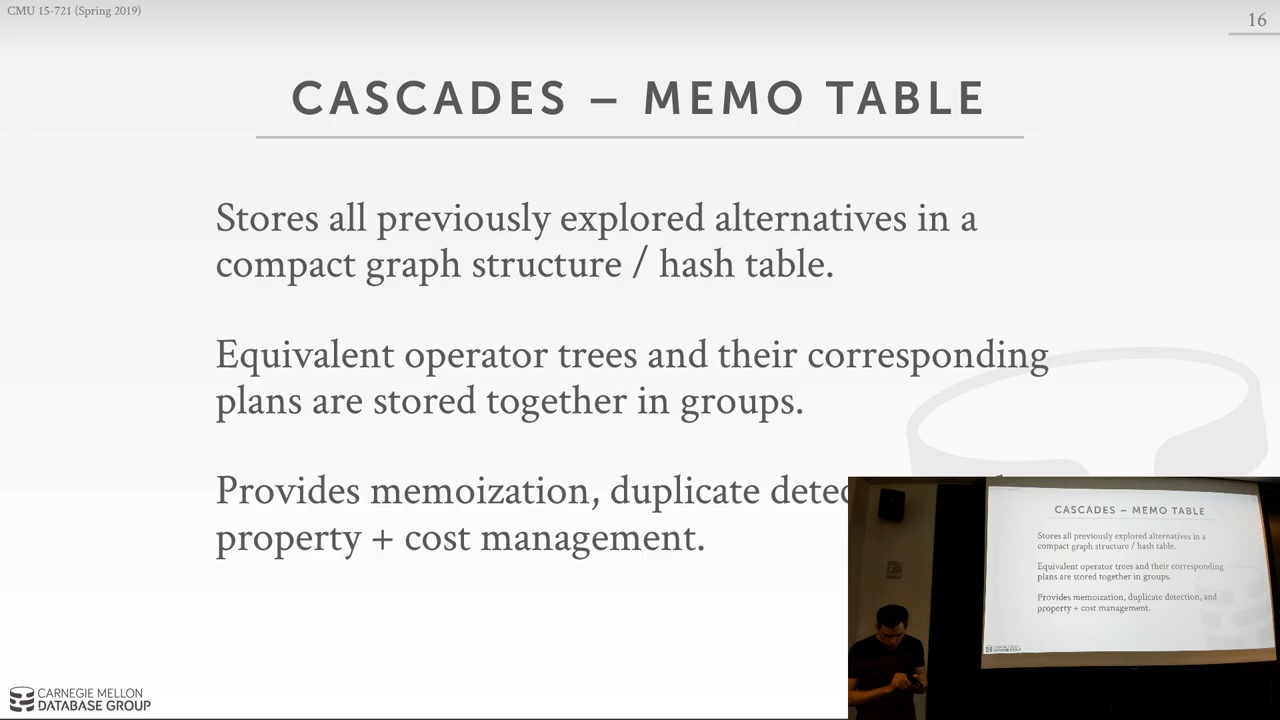 CMU 15-721 (Spring 2019)
16
CASCADES – MEMO TABLE
Stores all previously explored alternatives in a
compact graph structure / hash table.
Equivalent operator trees and their corresponding
plans are stored together in groups.
Provides memoization, duplicate detec
property + cost management.
CASCADES – MEMO TABLE
Stores all previously explored alternatives in a
compact graph structure / hash table.
Equivalent operator trees and their corresponding
plans are stored together in groups.
Provides memoization, duplicate detection, and
property + cost management.
CARNEGIE MELLON
DATABASE GROUP